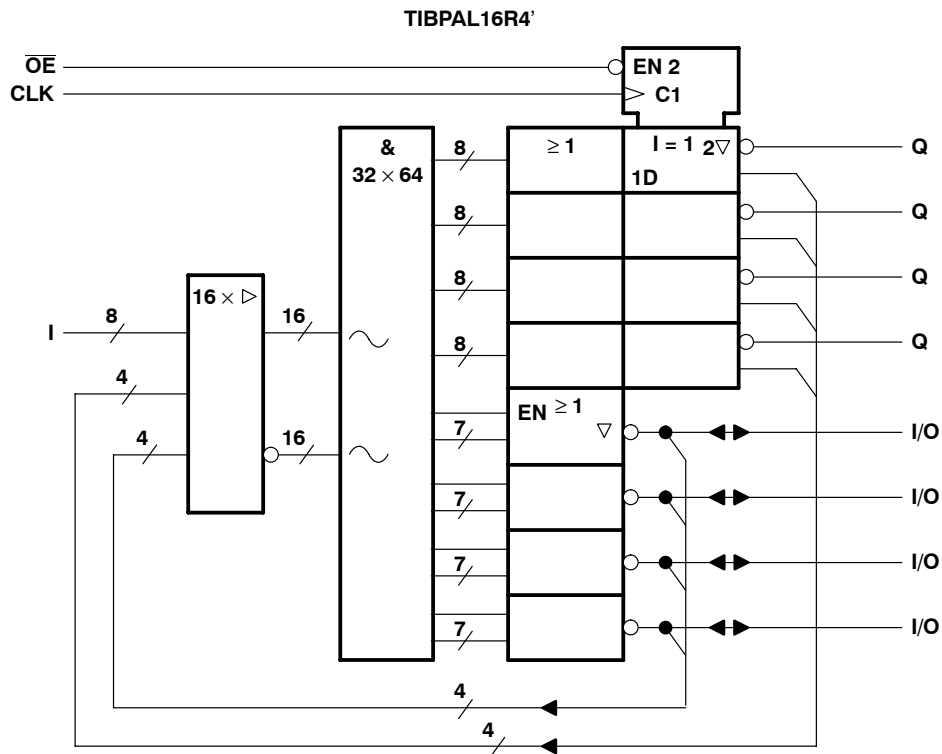 TIBPAL16R4’
OE
EN 2
CLK
C1
&
32 × 64
8
≥ 1
I = 1
2▽
1D
Q
8
Q
8
Q
8
Q
16 × ▷
I
8
16
4
4
16
EN ≥ 1
▽
7
I/O
7
I/O
7
I/O
7
I/O
4
4